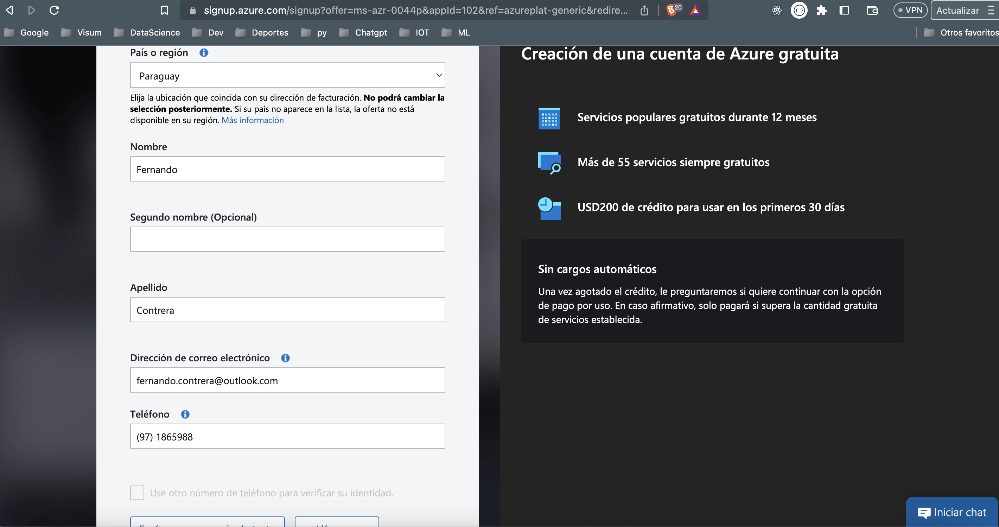 signup.azure.com/signup?offer=ms-azr-0044p&appId=102&ref=azureplat-generic&redire...
20
VPN
Actualizar
Google
Visum
DataScience
Dev
Deportes
py
Chatgpt
IOT
ML
Otros favoritos
País o región
Paraguay
Elija la ubicación que coincida con su dirección de facturación. No podrá cambiar la
selección posteriormente. Si su país no aparece en la lista, la oferta no está
disponible en su región. Más información
Nombre
Fernando
Segundo nombre (Opcional)
Apellido
Contrera
Dirección de correo electrónico
fernando.contrera@outlook.com
Teléfono
(97) 1865988
Use otro número de teléfono para verificar su identidad.
Creación de una cuenta de Azure gratuita
Servicios populares gratuitos durante 12 meses
Más de 55 servicios siempre gratuitos
USD200 de crédito para usar en los primeros 30 días
Sin cargos automáticos
Una vez agotado el crédito, le preguntaremos si quiere continuar con la opción
de pago por uso. En caso afirmativo, solo pagará si supera la cantidad gratuita
de servicios establecida.
Iniciar chat